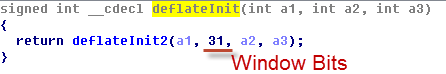 signed int __cdecl deflateInit(int a1, int a2, int a3)
{
return deflateInit2(a1, 31, a2, a3);
}
Window Bits